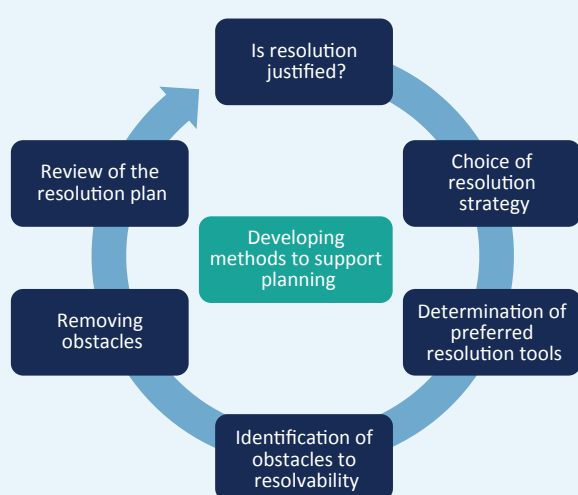 Is resolution
justified?
Choice of
resolution
strategy
Determination of
preferred
resolution tools
Identification of
obstacles to
resolvability
Removing
obstacles
Review of the
resolution plan
Developing
methods to support
planning